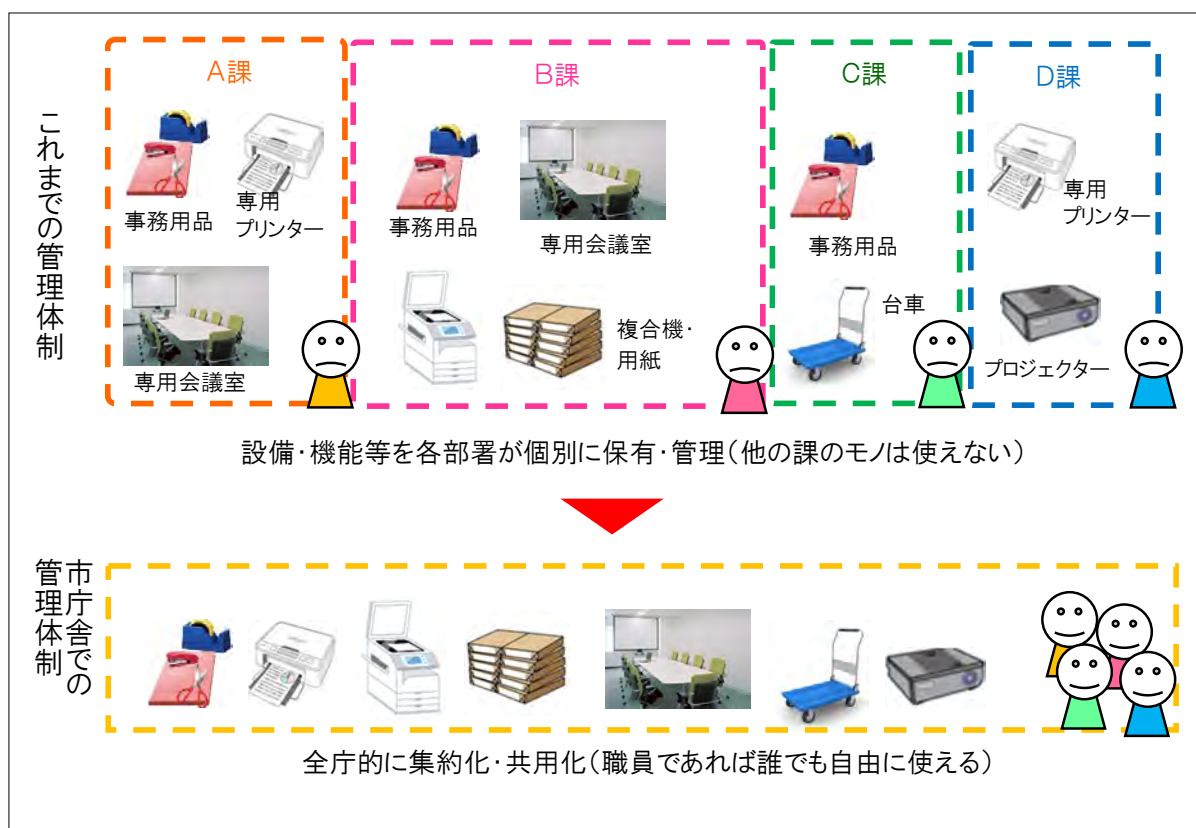 これまでの管理体制
A課
事務用品
専用
プリンター
専用会議室
B課
事務用品
専用会議室
複合機・
用紙
C課
事務用品
台車
D課
専用
プリンター
プロジェクター
設備・機能等を各部署が個別に保有・管理(他の課のモノは使えない)
市庁舎での
管理体制
全庁的に集約化・共用化(職員であれば誰でも自由に使える)